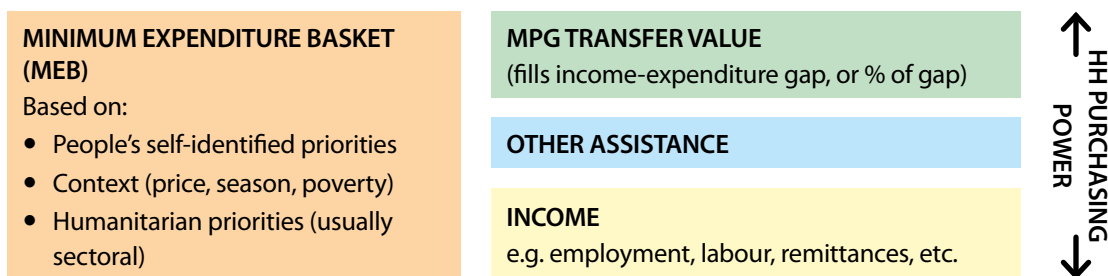 MINIMUM EXPENDITURE BASKET
(MEB)
Based on:
• People's self-identified priorities
• Context (price, season, poverty)
• Humanitarian priorities (usually
sectoral)
MPG TRANSFER VALUE
(fills income-expenditure gap, or % of gap)
OTHER ASSISTANCE
INCOME
e.g. employment, labour, remittances, etc.
HH PURCHASING
POWER